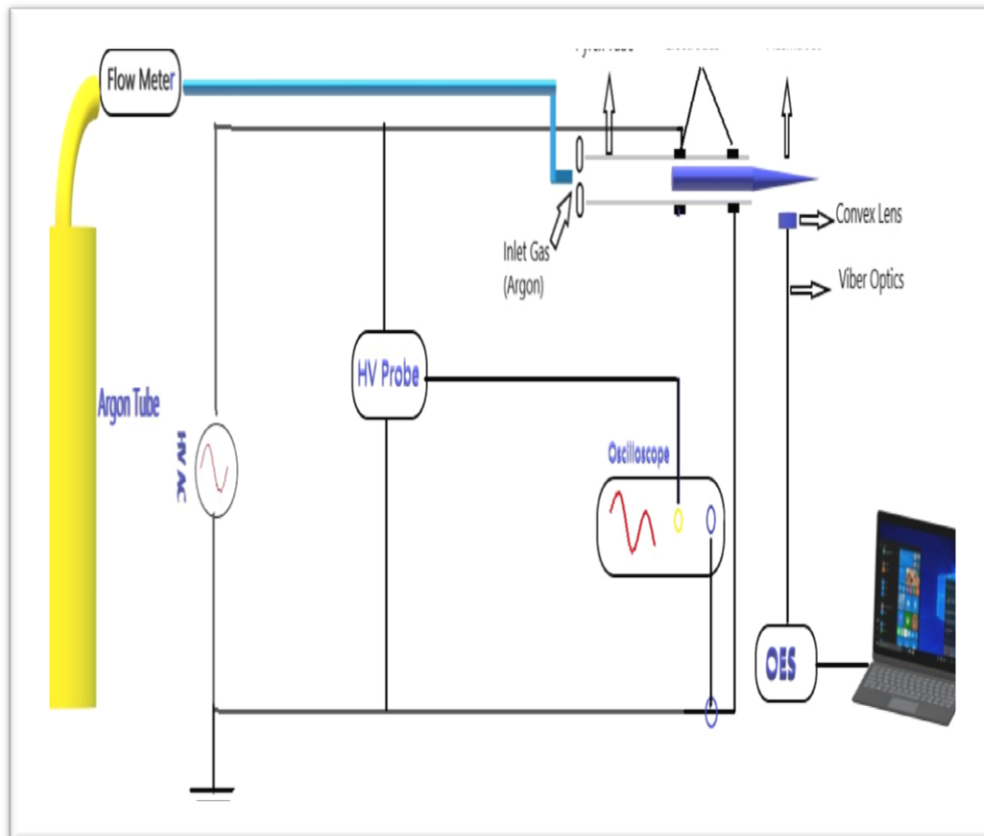 Flow Meter
Convex Lens
Inlet Gas
(Argon)
Viber Optics
HV Probe
Argon Tube
HV AC
Oscilloscope
OES